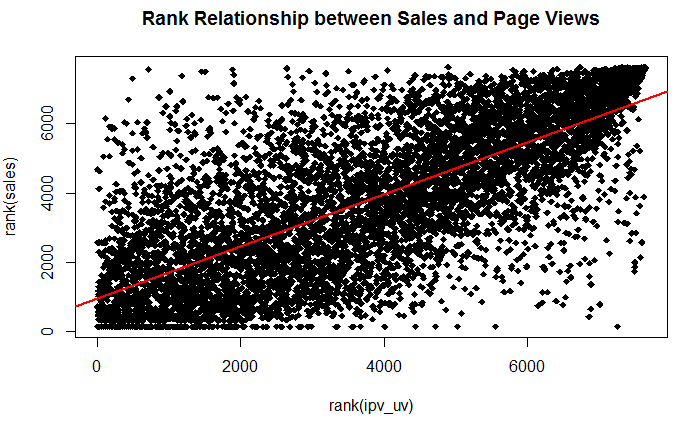 Rank Relationship between Sales and Page Views
rank(sales)
6000
4000
2000
0
0 2000 4000 6000
rank(ipv_uv)